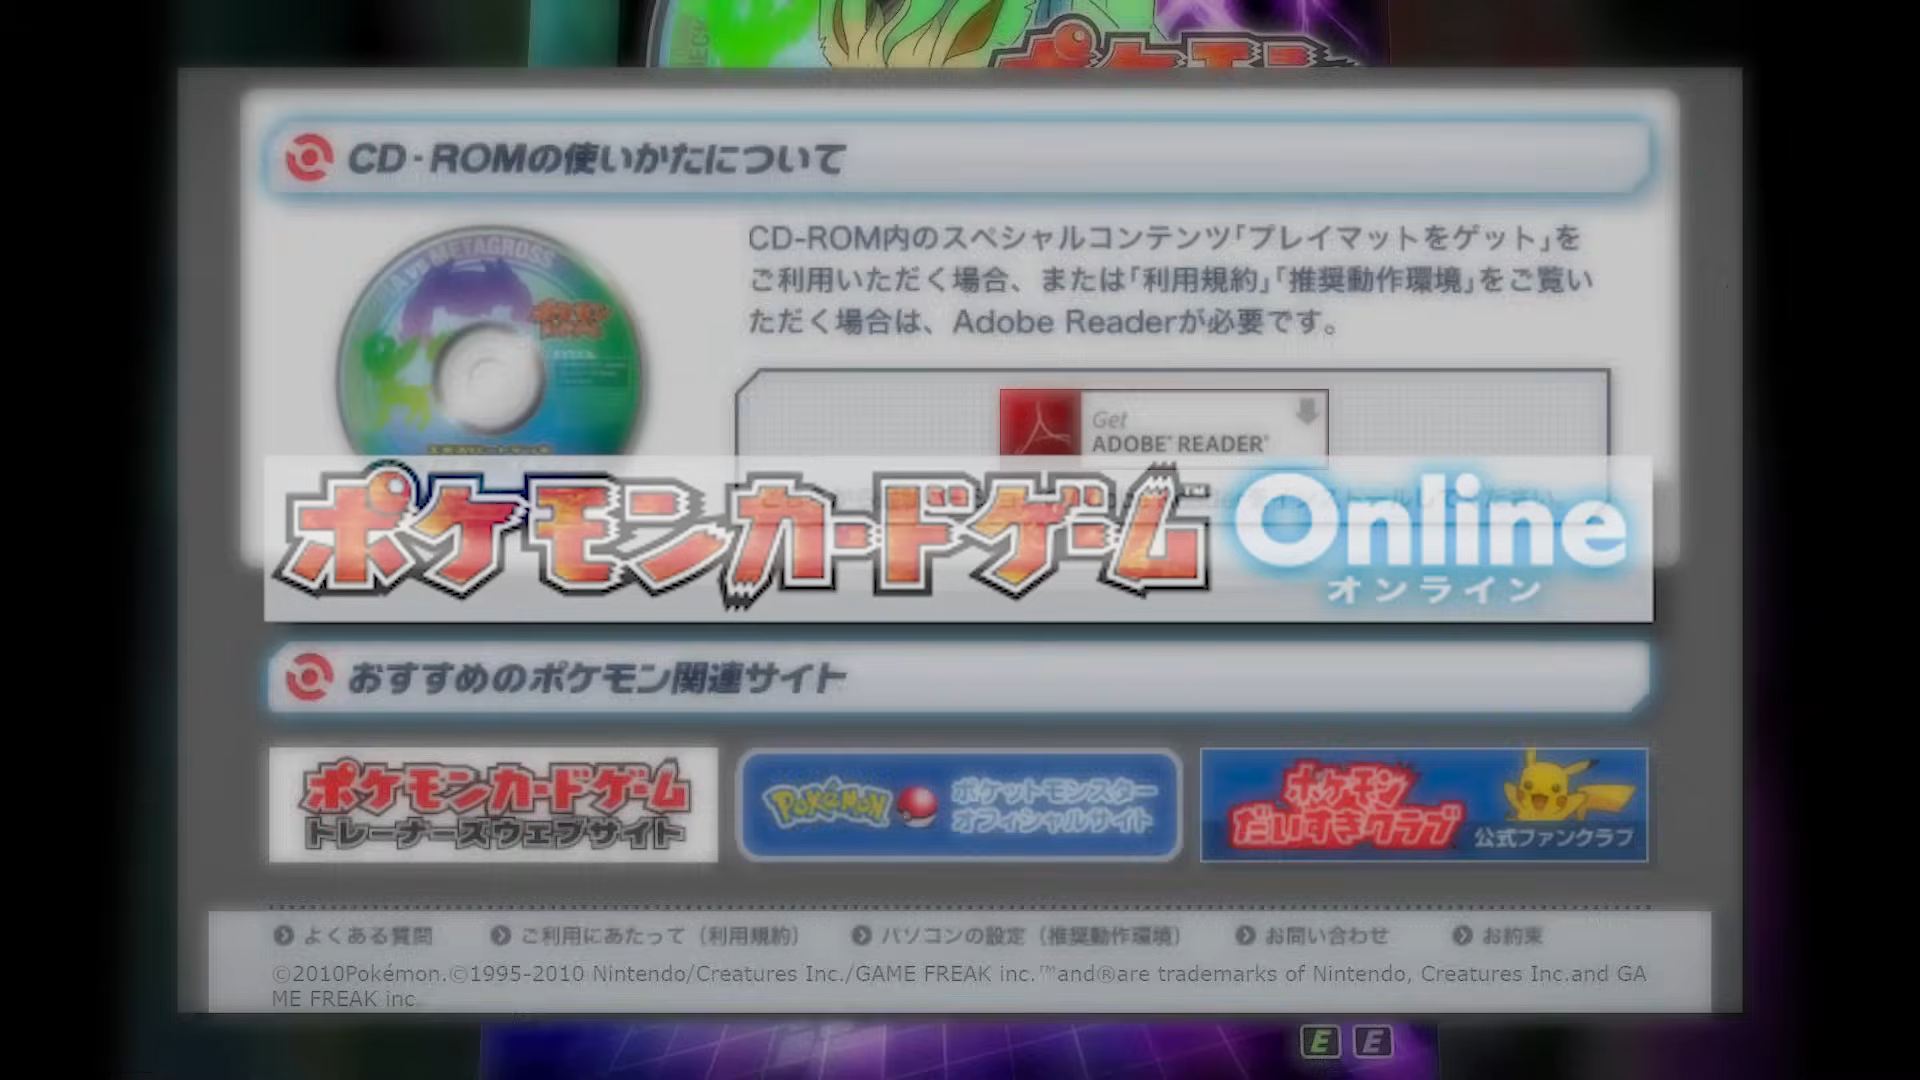 ポケモン
CD-ROMの使いかたについて
METAGROSS
ポケモン
CD-ROM内のスペシャルコンテンツ「プレイマットをゲット」を
ご利用いただく場合、または「利用規約」「推奨動作環境」をご覧い
ただく場合は、Adobe Readerが必要です。
Get
ADOBE® READER®
ポケモンカードゲーム™ Online
オンライン
おすすめのポケモン関連サイト
ポケモンカードゲーム
トレーナーズウェブサイト
POKéMON ポケットモンスター
オフィシャルサイト
ポケモン
だいすきクラブ 公式ファンクラブ
よくある質問 ご利用にあたって（利用規約） パソコンの設定（推奨動作環境） お問い合わせ お約束
©2010Pokémon.©1995-2010 Nintendo/Creatures Inc./GAME FREAK inc.™and®are trademarks of Nintendo, Creatures Inc.and GA
ME FREAK inc.
E E